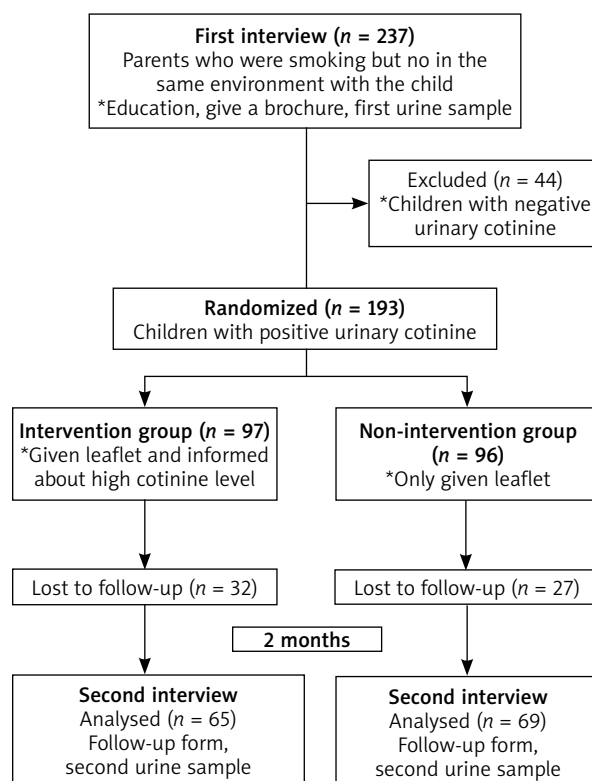 First interview (n = 237)
Parents who were smoking but no in the
same environment with the child
*Education, give a brochure, first urine sample
Excluded (n = 44)
*Children with negative
urinary cotinine
Randomized (n = 193)
Children with positive urinary cotinine
Intervention group (n = 97)
*Given leaflet and informed
about high cotinine level
Non-intervention group
(n = 96)
*Only given leaflet
Lost to follow-up (n = 32)
Lost to follow-up (n = 27)
2 months
Second interview
Analysed (n = 65)
Follow-up form,
second urine sample
Second interview
Analysed (n = 69)
Follow-up form,
second urine sample